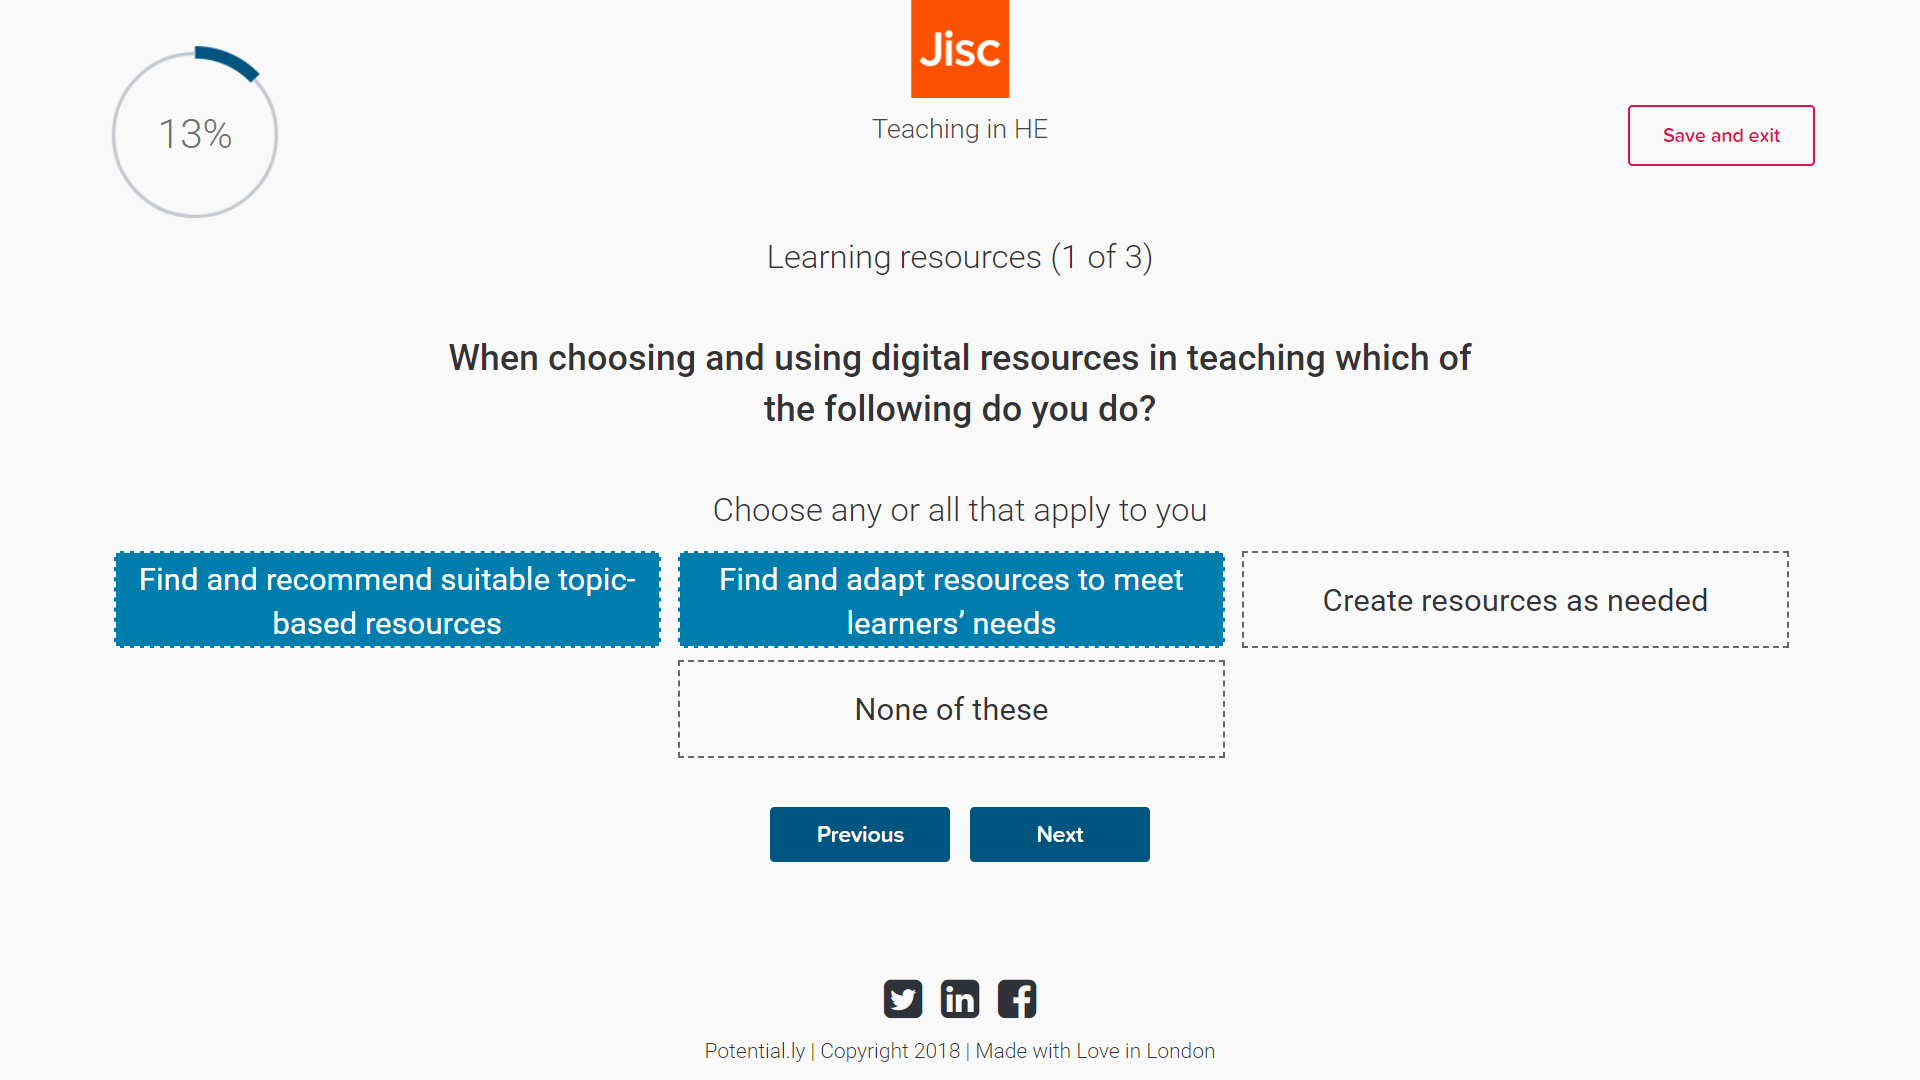 Jisc
13%
Teaching in HE
Save and exit
Learning resources (1 of 3)
When choosing and using digital resources in teaching which of
the following do you do?
Choose any or all that apply to you
Find and recommend suitable topic-
based resources
Find and adapt resources to meet
learners’ needs
Create resources as needed
None of these
Previous
Next
in
Potential.ly | Copyright 2018 | Made with Love in London